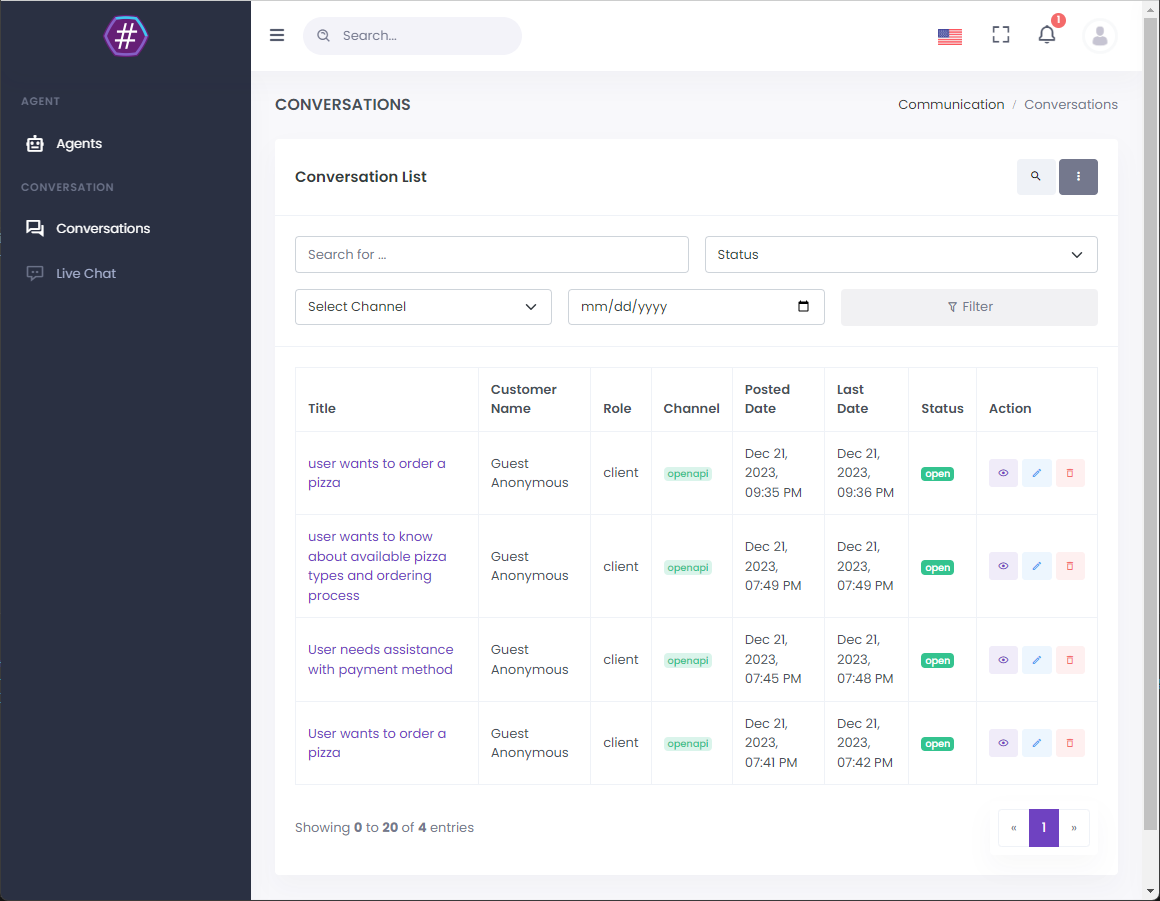 #
Search...
1
AGENT
Agents
CONVERSATION
Conversations
Live Chat
CONVERSATIONS
Communication / Conversations
Conversation List
Search for ...
Status
Select Channel
mm/dd/yyyy
Filter
Title
Customer
Name
Role
Channel
Posted
Date
Last
Date
Status
Action
user wants to order a
pizza
Guest
Anonymous
client
openapi
Dec 21,
2023,
09:35 PM
Dec 21,
2023,
09:36 PM
open
user wants to know
about available pizza
types and ordering
process
Guest
Anonymous
client
openapi
Dec 21,
2023,
07:49 PM
Dec 21,
2023,
07:49 PM
open
User needs assistance
with payment method
Guest
Anonymous
client
openapi
Dec 21,
2023,
07:45 PM
Dec 21,
2023,
07:48 PM
open
User wants to order a
pizza
Guest
Anonymous
client
openapi
Dec 21,
2023,
07:41 PM
Dec 21,
2023,
07:42 PM
open
Showing 0 to 20 of 4 entries
« 1 »